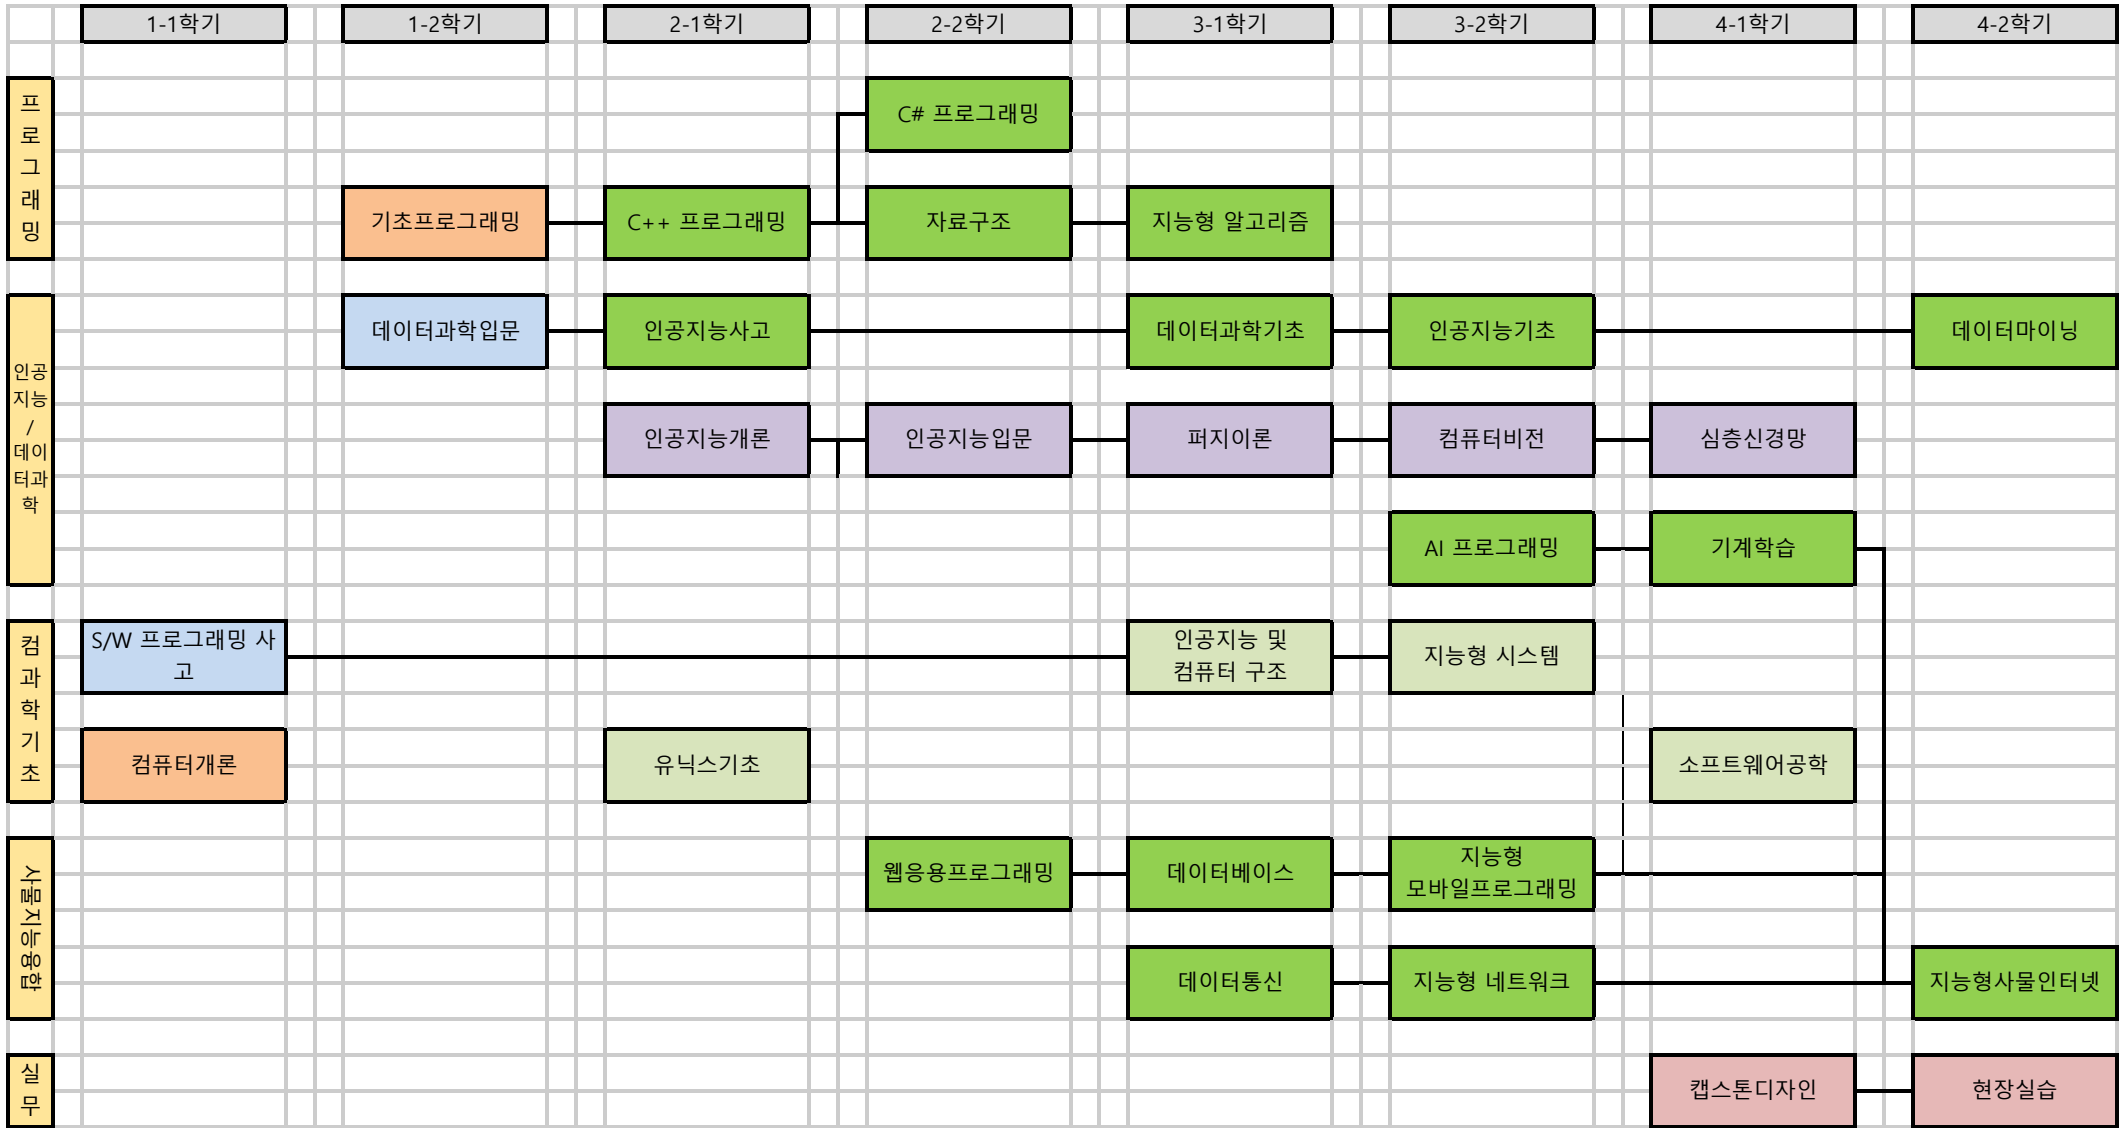 1-1학기
1-2학기
2-1학기
2-2학기
3-1학기
3-2학기
4-1학기
4-2학기
프
로
그
래
밍
C# 프로그래밍
기초프로그래밍
C++ 프로그래밍
자료구조
지능형 알고리즘
인공
지능
/
데이
터과
학
데이터과학입문
인공지능사고
데이터과학기초
인공지능기초
데이터마이닝
인공지능개론
인공지능입문
퍼지이론
컴퓨터비전
심층신경망
AI 프로그래밍
기계학습
컴
과
학
기
초
S/W 프로그래밍 사
고
인공지능 및
컴퓨터 구조
지능형 시스템
컴퓨터개론
유닉스기초
소프트웨어공학
사물지능융합
웹응용프로그래밍
데이터베이스
지능형
모바일프로그래밍
데이터통신
지능형 네트워크
지능형사물인터넷
실
무
캡스톤디자인
현장실습